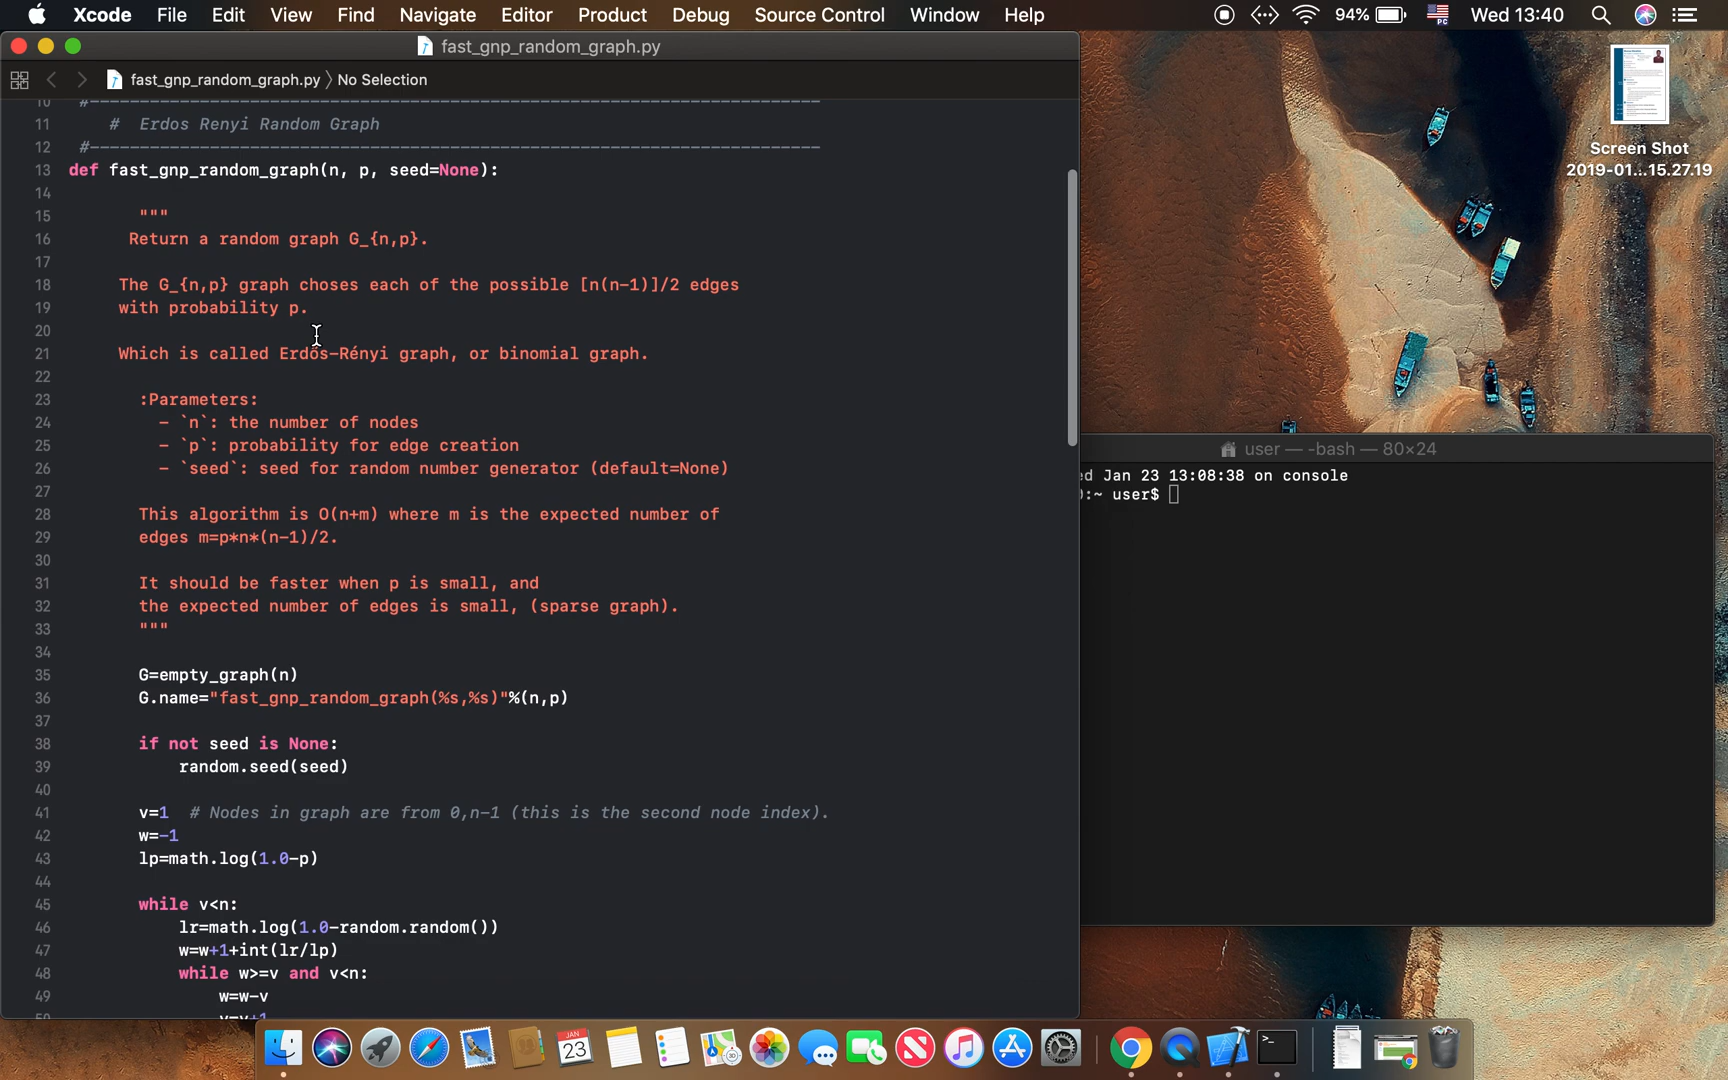 Xcode File Edit View Find Navigate Editor Product Debug Source Control Window Help 94% PC Wed 13:40
fast_gnp_random_graph.py
fast_gnp_random_graph.py 〉 No Selection
10 #-------------------------------------------------------------------------
11 # Erdos Renyi Random Graph
12 #-------------------------------------------------------------------------
13 def fast_gnp_random_graph(n, p, seed=None):
14
15 """
16 Return a random graph G_{n,p}.
17
18 The G_{n,p} graph choses each of the possible [n(n-1)]/2 edges
19 with probability p.
20
21 Which is called Erdős-Rényi graph, or binomial graph.
22
23 :Parameters:
24 - `n`: the number of nodes
25 - `p`: probability for edge creation
26 - `seed`: seed for random number generator (default=None)
27
28 This algorithm is O(n+m) where m is the expected number of
29 edges m=p*n*(n-1)/2.
30
31 It should be faster when p is small, and
32 the expected number of edges is small, (sparse graph).
33 """
34
35 G=empty_graph(n)
36 G.name="fast_gnp_random_graph(%s,%s)"%(n,p)
37
38 if not seed is None:
39 random.seed(seed)
40
41 v=1 # Nodes in graph are from 0,n-1 (this is the second node index).
42 w=-1
43 lp=math.log(1.0-p)
44
45 while v<n:
46 lr=math.log(1.0-random.random())
47 w=w+1+int(lr/lp)
48 while w>=v and v<n:
49 w=w-v
50 v=v+1
Screen Shot
2019-01...15.27.19
user — -bash — 80×24
ed Jan 23 13:08:38 on console
:~ user$
JAN
23